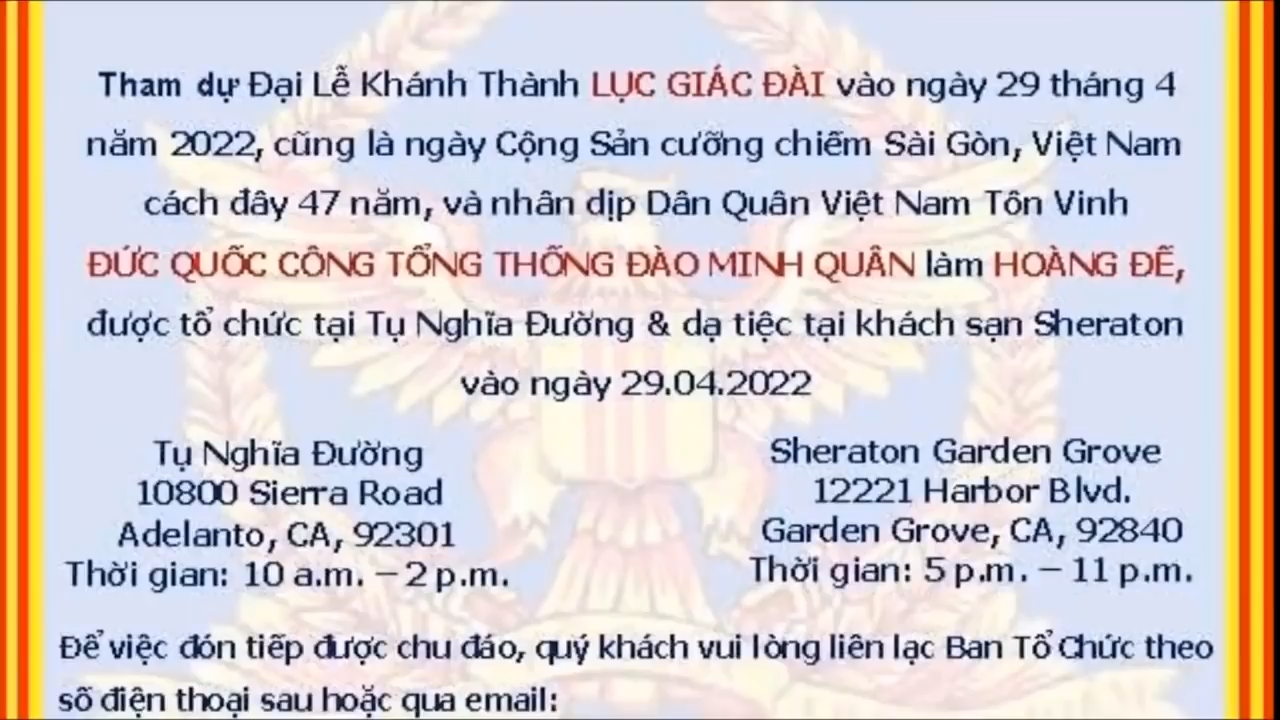 Tham dự Đại Lễ Khánh Thành LỤC GIÁC ĐÀI vào ngày 29 tháng 4
năm 2022, cũng là ngày Cộng Sản cưỡng chiếm Sài Gòn, Việt Nam
cách đây 47 năm, và nhân dịp Dân Quân Việt Nam Tôn Vinh
ĐỨC QUỐC CÔNG TỔNG THỐNG ĐÀO MINH QUÂN làm HOÀNG ĐẾ,
được tổ chức tại Tụ Nghĩa Đường & dạ tiệc tại khách sạn Sheraton
vào ngày 29.04.2022
Tụ Nghĩa Đường
10800 Sierra Road
Adelanto, CA, 92301
Thời gian: 10 a.m. – 2 p.m.
Sheraton Garden Grove
12221 Harbor Blvd.
Garden Grove, CA, 92840
Thời gian: 5 p.m. – 11 p.m.
Để việc đón tiếp được chu đáo, quý khách vui lòng liên lạc Ban Tổ Chức theo
số điện thoại sau hoặc qua email: